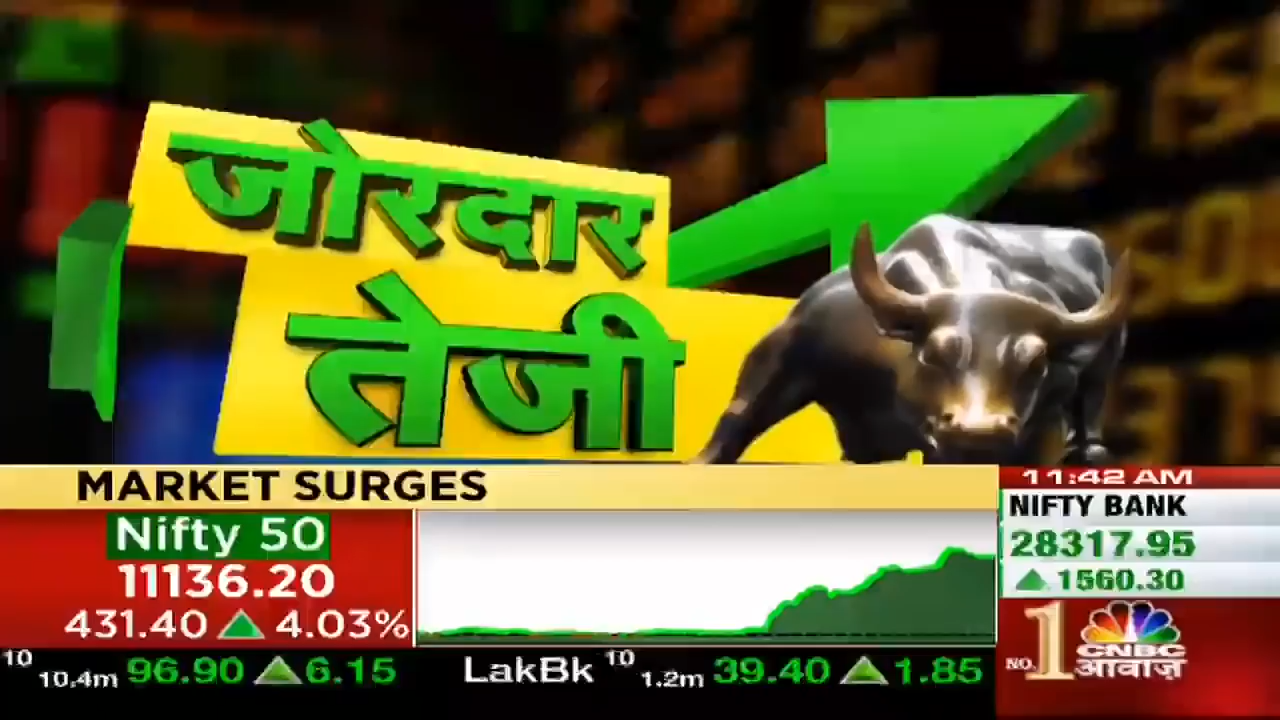 जोरदार
तेजी
MARKET SURGES
11:42 AM
Nifty 50
11136.20
431.40 ▲ 4.03%
NIFTY BANK
28317.95
▲ 1560.30
10 10.4m 96.90 ▲ 6.15 LakBk 10 1.2m 39.40 ▲ 1.85
NO. 1 CNBC
आवाज़